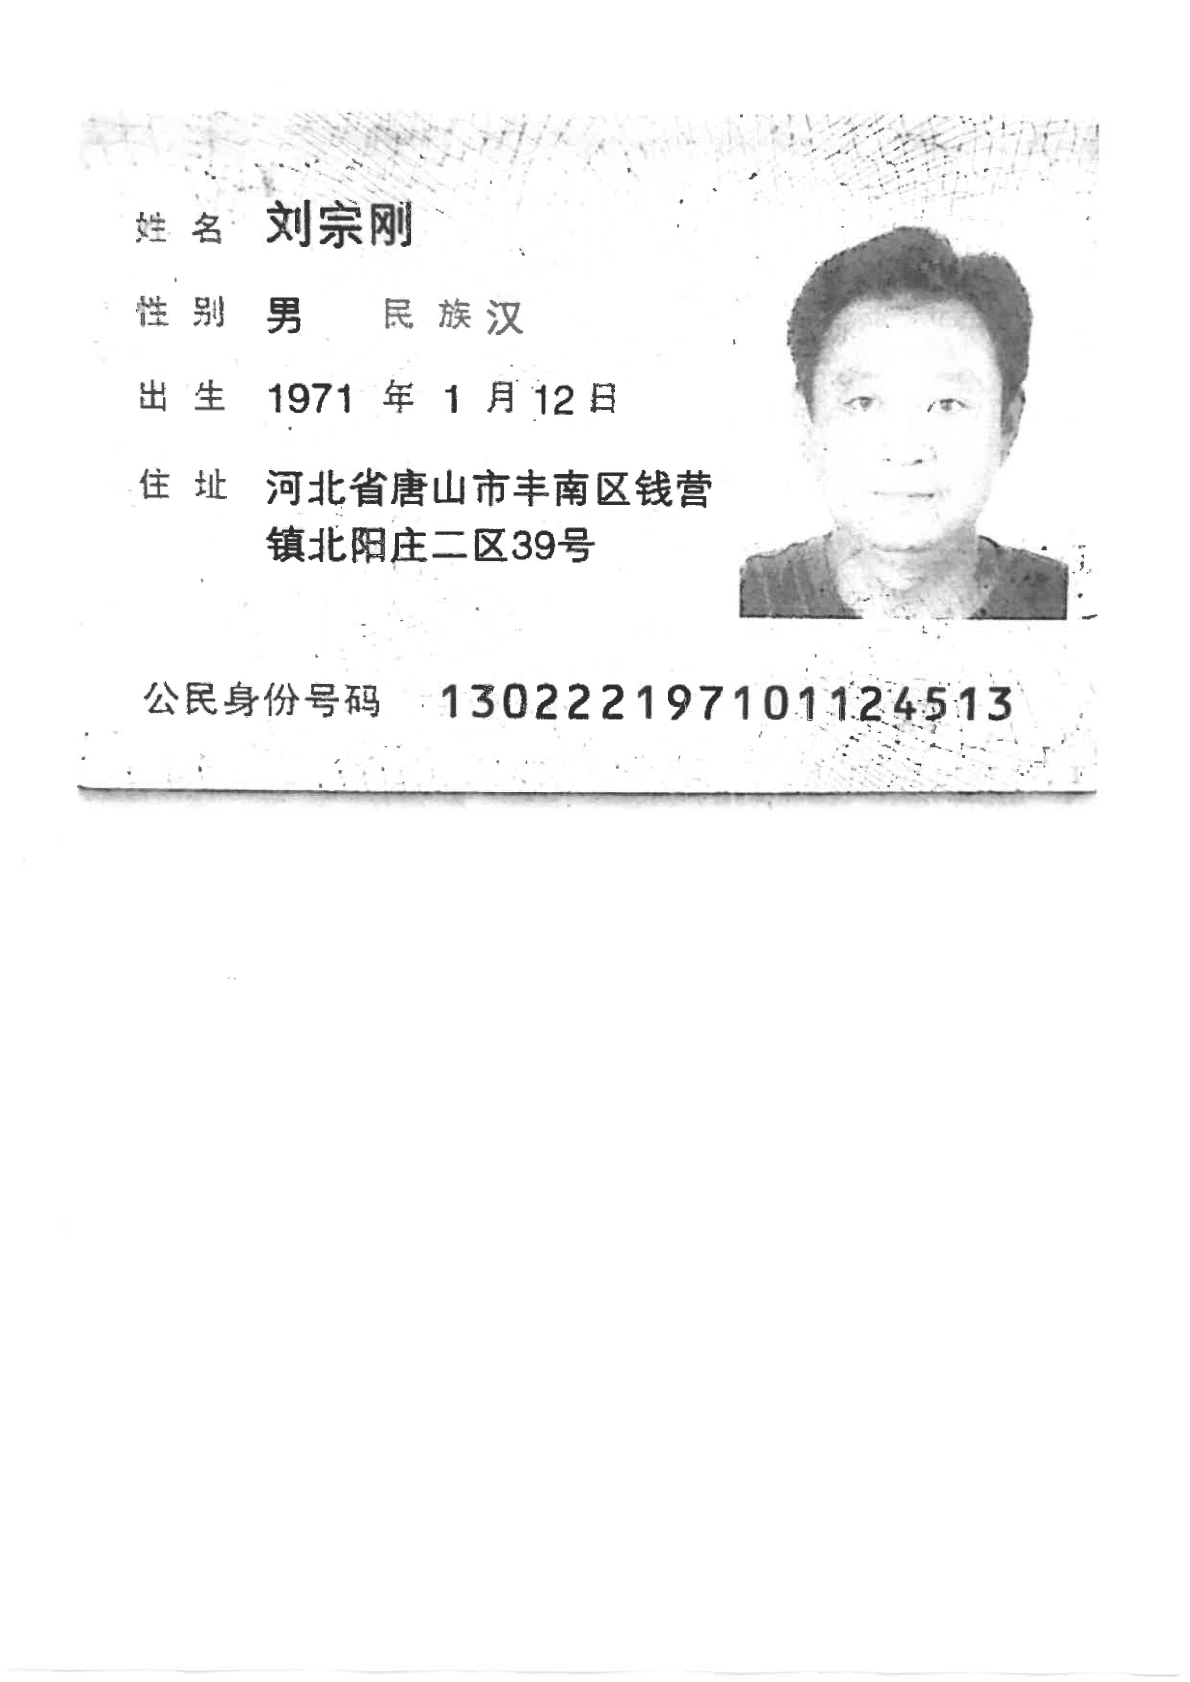 姓名 刘宗刚
性别 男 民族 汉
出生 1971 年 1 月 12 日
住址 河北省唐山市丰南区钱营
镇北阳庄二区39号
公民身份号码 130222197101124513